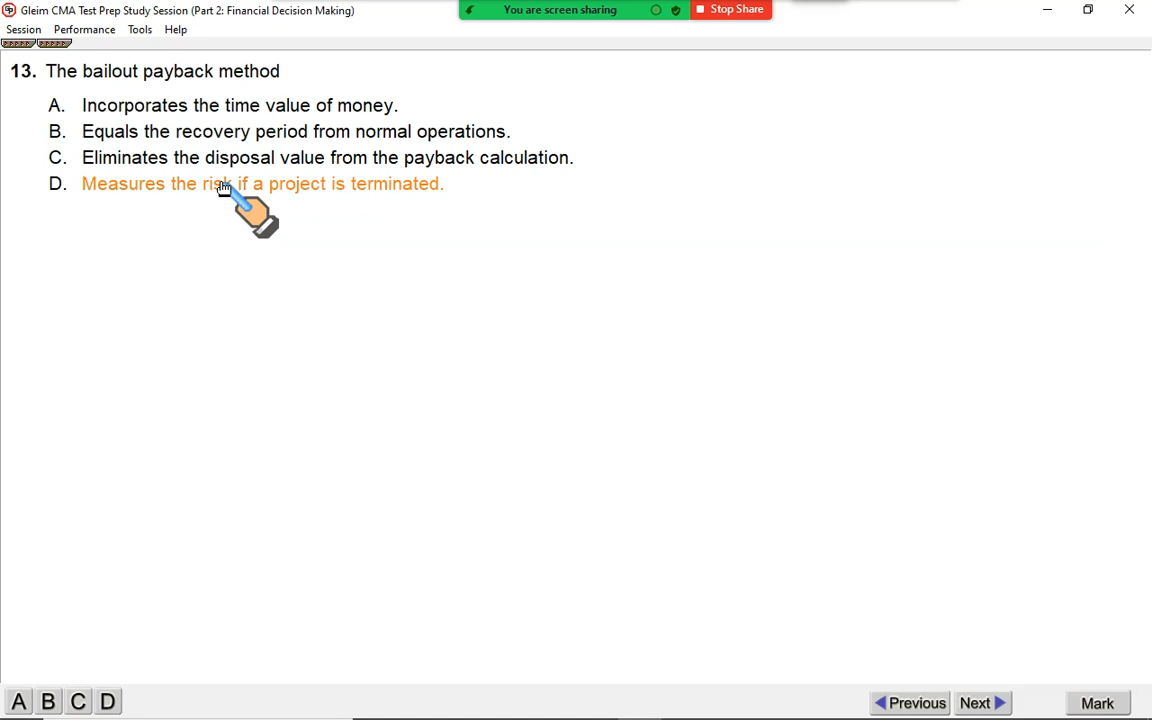 Gleim CMA Test Prep Study Session (Part 2: Financial Decision Making)
You are screen sharing
Stop Share
Session Performance Tools Help
13. The bailout payback method
A. Incorporates the time value of money.
B. Equals the recovery period from normal operations.
C. Eliminates the disposal value from the payback calculation.
D. Measures the risk if a project is terminated.
A B C D
Previous Next Mark